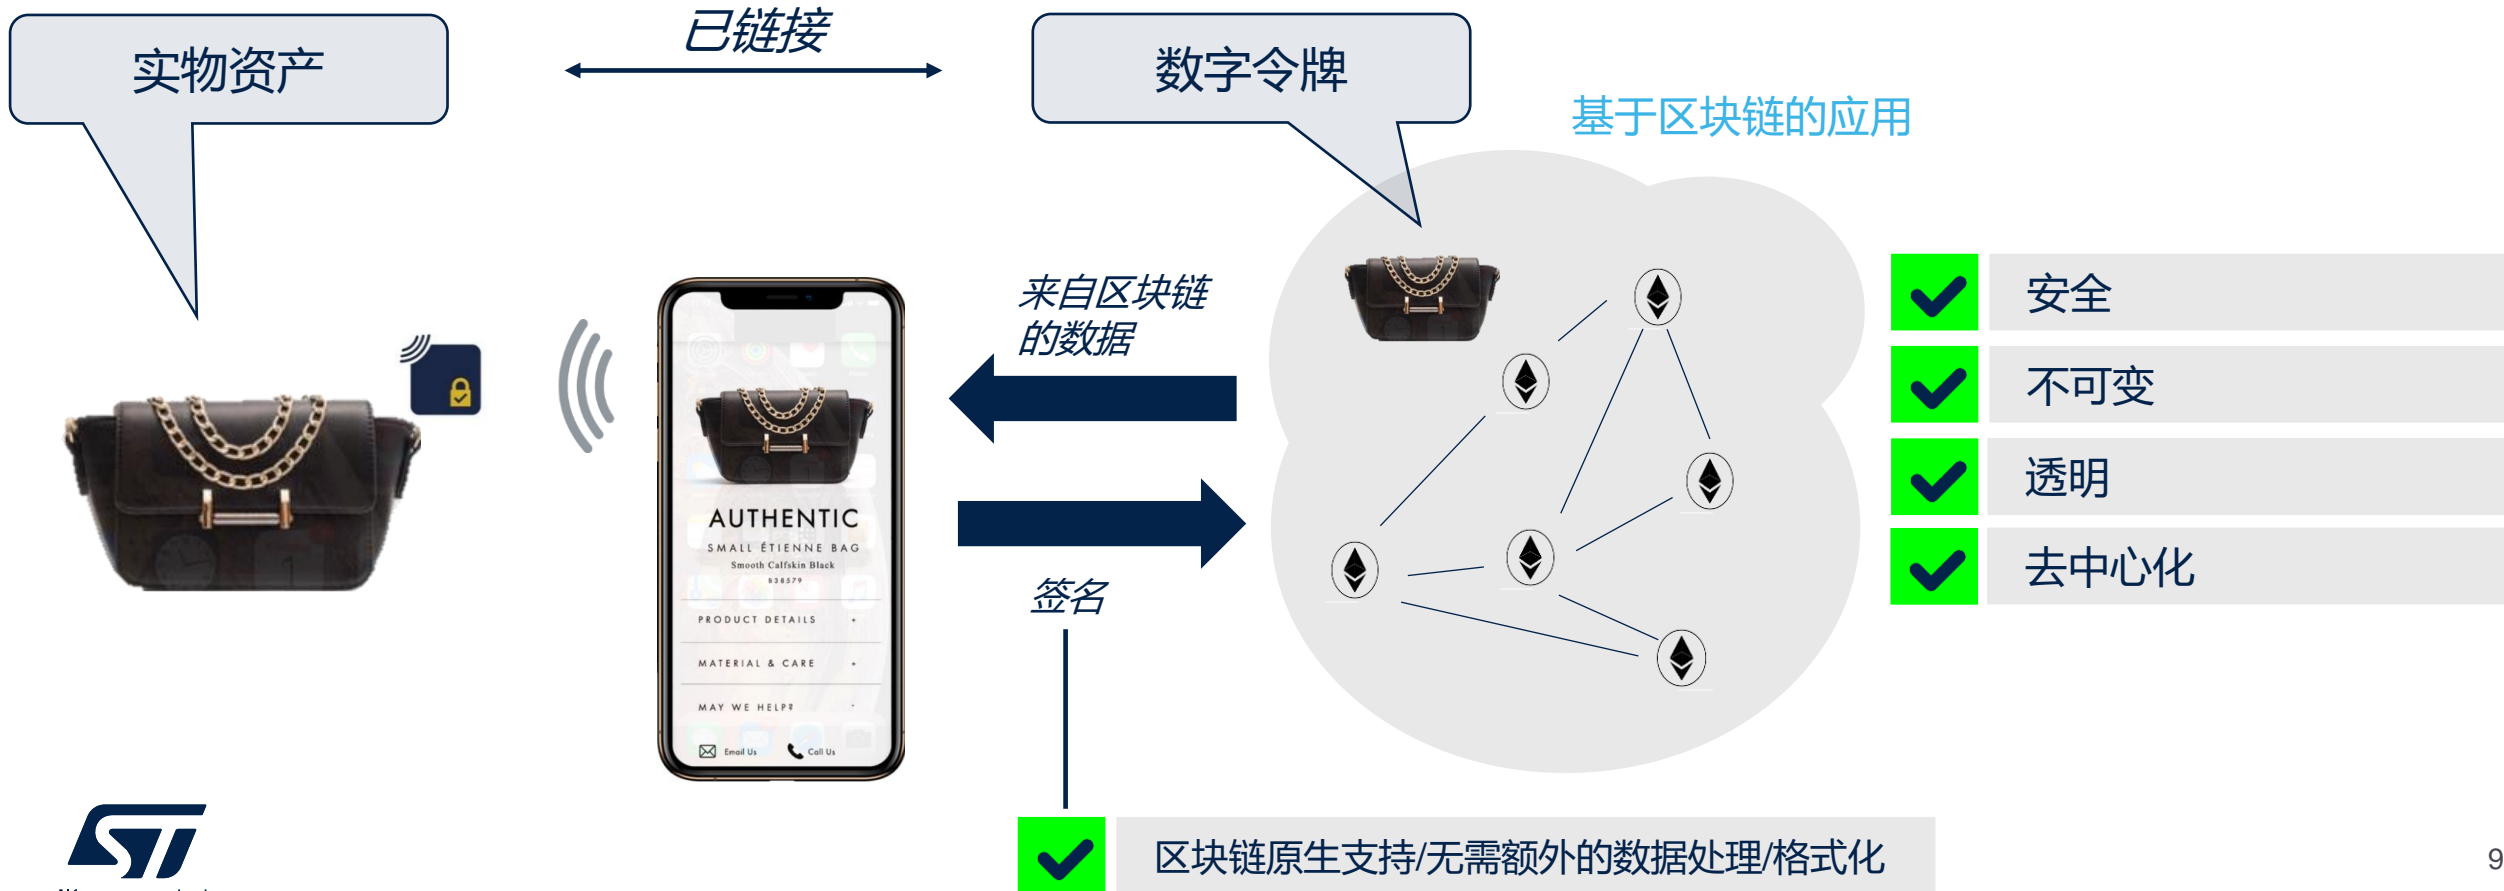 实物资产
已链接
数字令牌
基于区块链的应用
来自区块链
的数据
安全
不可变
透明
去中心化
AUTHENTIC
SMALL ÉTIENNE BAG
Smooth Calfskin Black
B38579
PRODUCT DETAILS +
MATERIAL & CARE +
MAY WE HELP? -
Email Us
Call Us
签名
区块链原生支持/无需额外的数据处理/格式化
ST
9